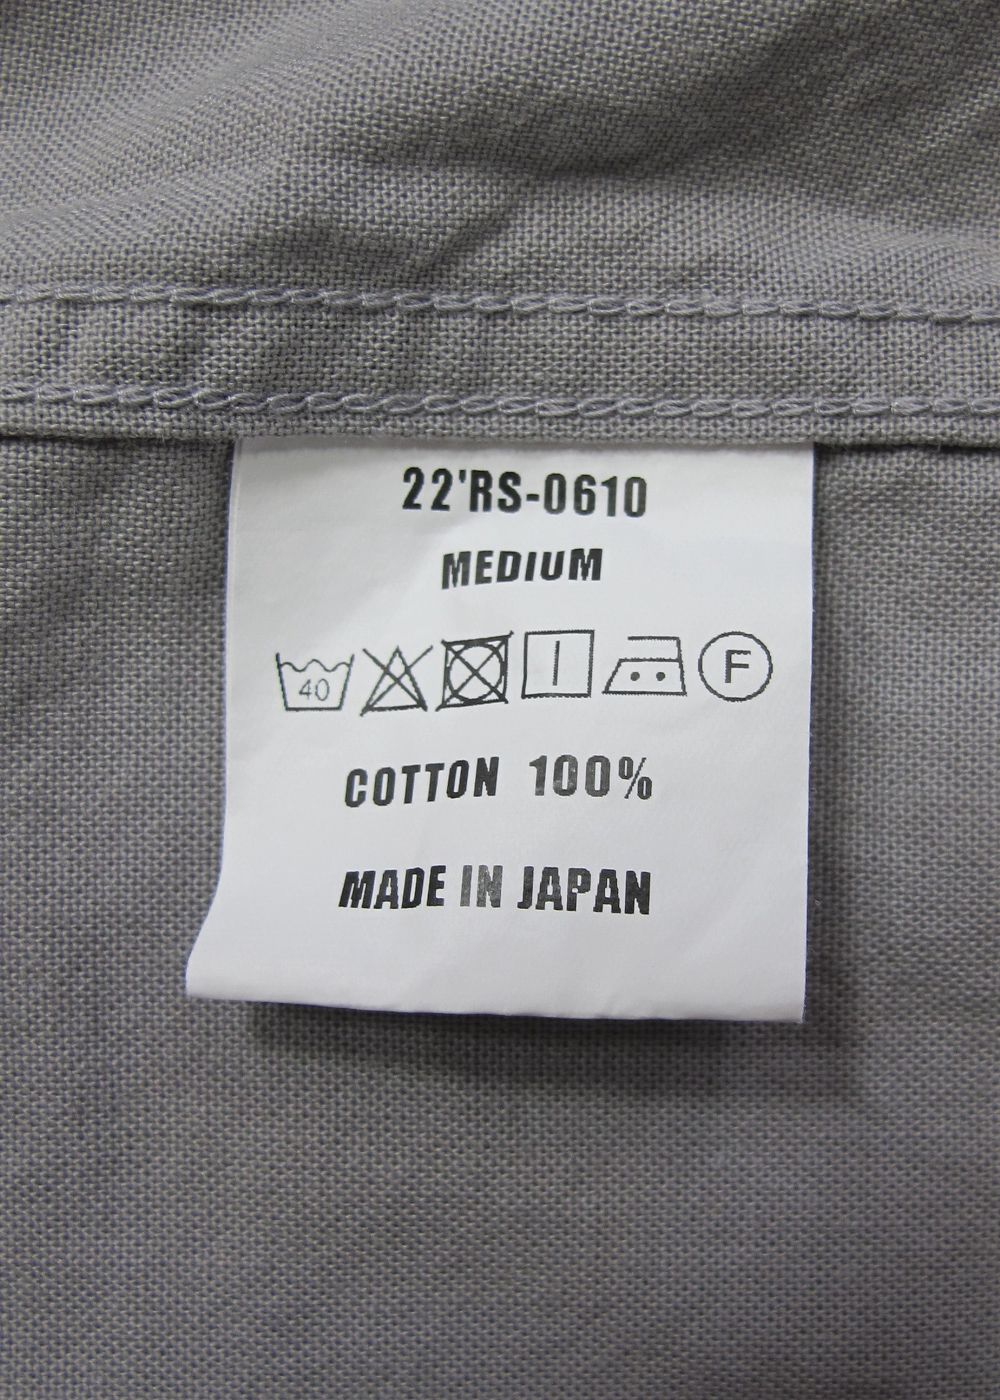 22'RS-0610
MEDIUM
40 F
COTTON 100%
MADE IN JAPAN